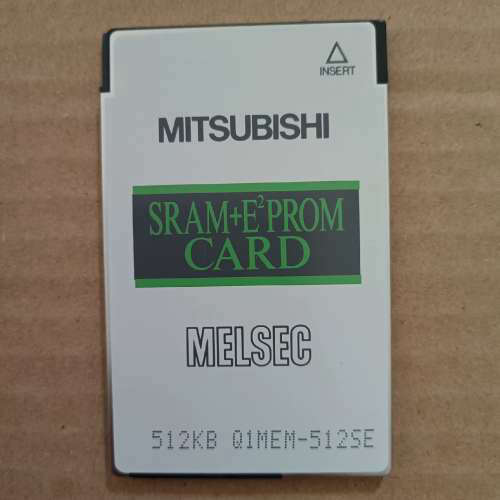 INSERT
MITSUBISHI
SRAM+E²PROM
CARD
MELSEC
512KB Q1MEM-512SE